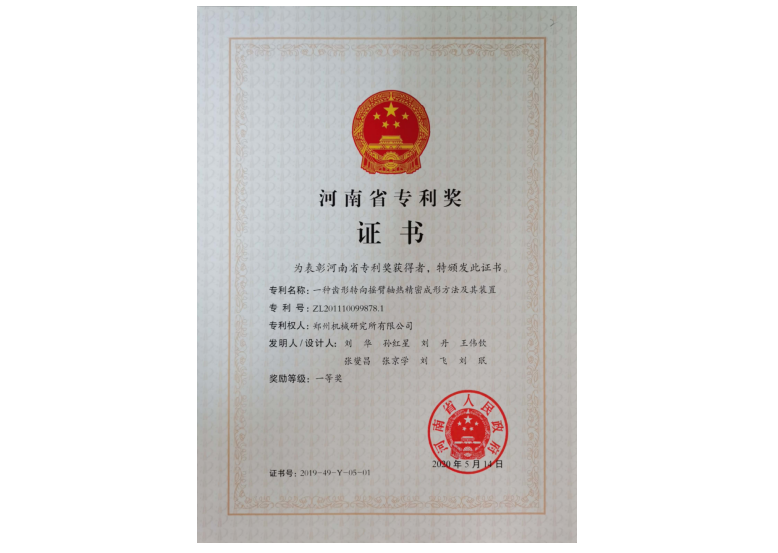 河南省专利奖
证书
为表彰河南省专利奖获得者，特颁发此证书。
专利名称：一种齿形转向摇臂轴热精密成形方法及其装置
专利号：ZL201110099878.1
专利权人：郑州机械研究所有限公司
发明人/设计人：刘华 孙红星 刘丹 王伟钦
张燮昌 张京学 刘飞 刘珉
奖励等级：一等奖
河南省人民政府
2020年5月14日
证书号：2019-49-Y-05-01